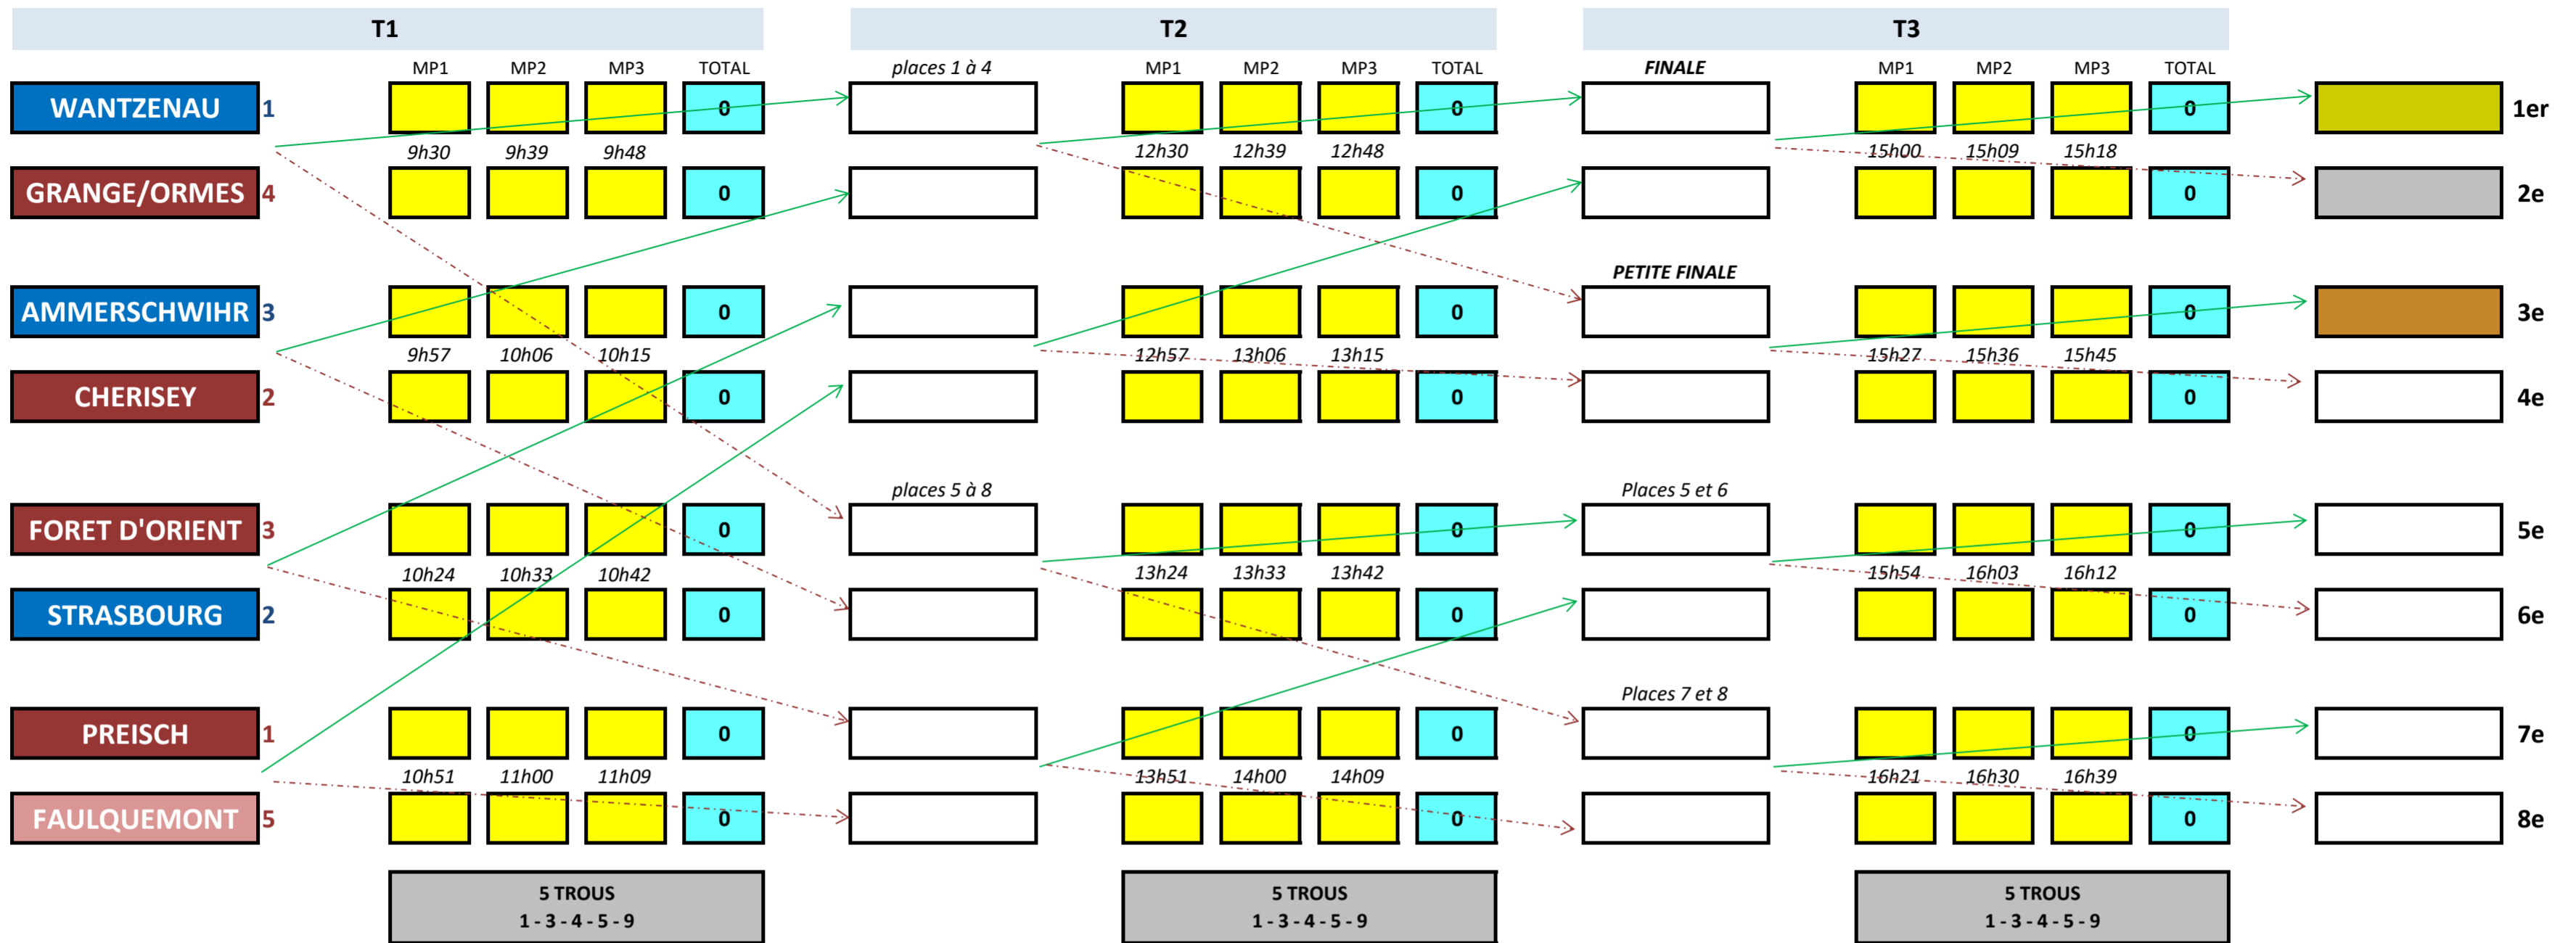 T1 T2 T3
MP1 MP2 MP3 TOTAL places 1 à 4 MP1 MP2 MP3 TOTAL FINALE MP1 MP2 MP3 TOTAL
WANTZENAU 1 0 0 0 1er
9h30 9h39 9h48 12h30 12h39 12h48 15h00 15h09 15h18
GRANGE/ORMES 4 0 0 0 2e
PETITE FINALE
AMMERSCHWIHR 3 0 0 0 3e
9h57 10h06 10h15 12h57 13h06 13h15 15h27 15h36 15h45
CHERISEY 2 0 0 0 4e
places 5 à 8 Places 5 et 6
FORET D'ORIENT 3 0 0 0 5e
10h24 10h33 10h42 13h24 13h33 13h42 15h54 16h03 16h12
STRASBOURG 2 0 0 0 6e
Places 7 et 8
PREISCH 1 0 0 0 7e
10h51 11h00 11h09 13h51 14h00 14h09 16h21 16h30 16h39
FAULQUEMONT 5 0 0 0 8e
5 TROUS 5 TROUS 5 TROUS
1 - 3 - 4 - 5 - 9 1 - 3 - 4 - 5 - 9 1 - 3 - 4 - 5 - 9